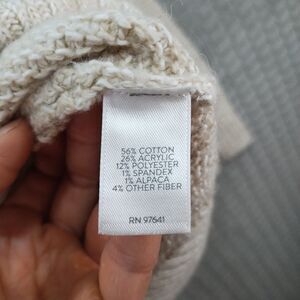 56% COTTON
26% ACRYLIC
12% POLYESTER
1% SPANDEX
1% ALPACA
4% OTHER FIBER
RN 97641